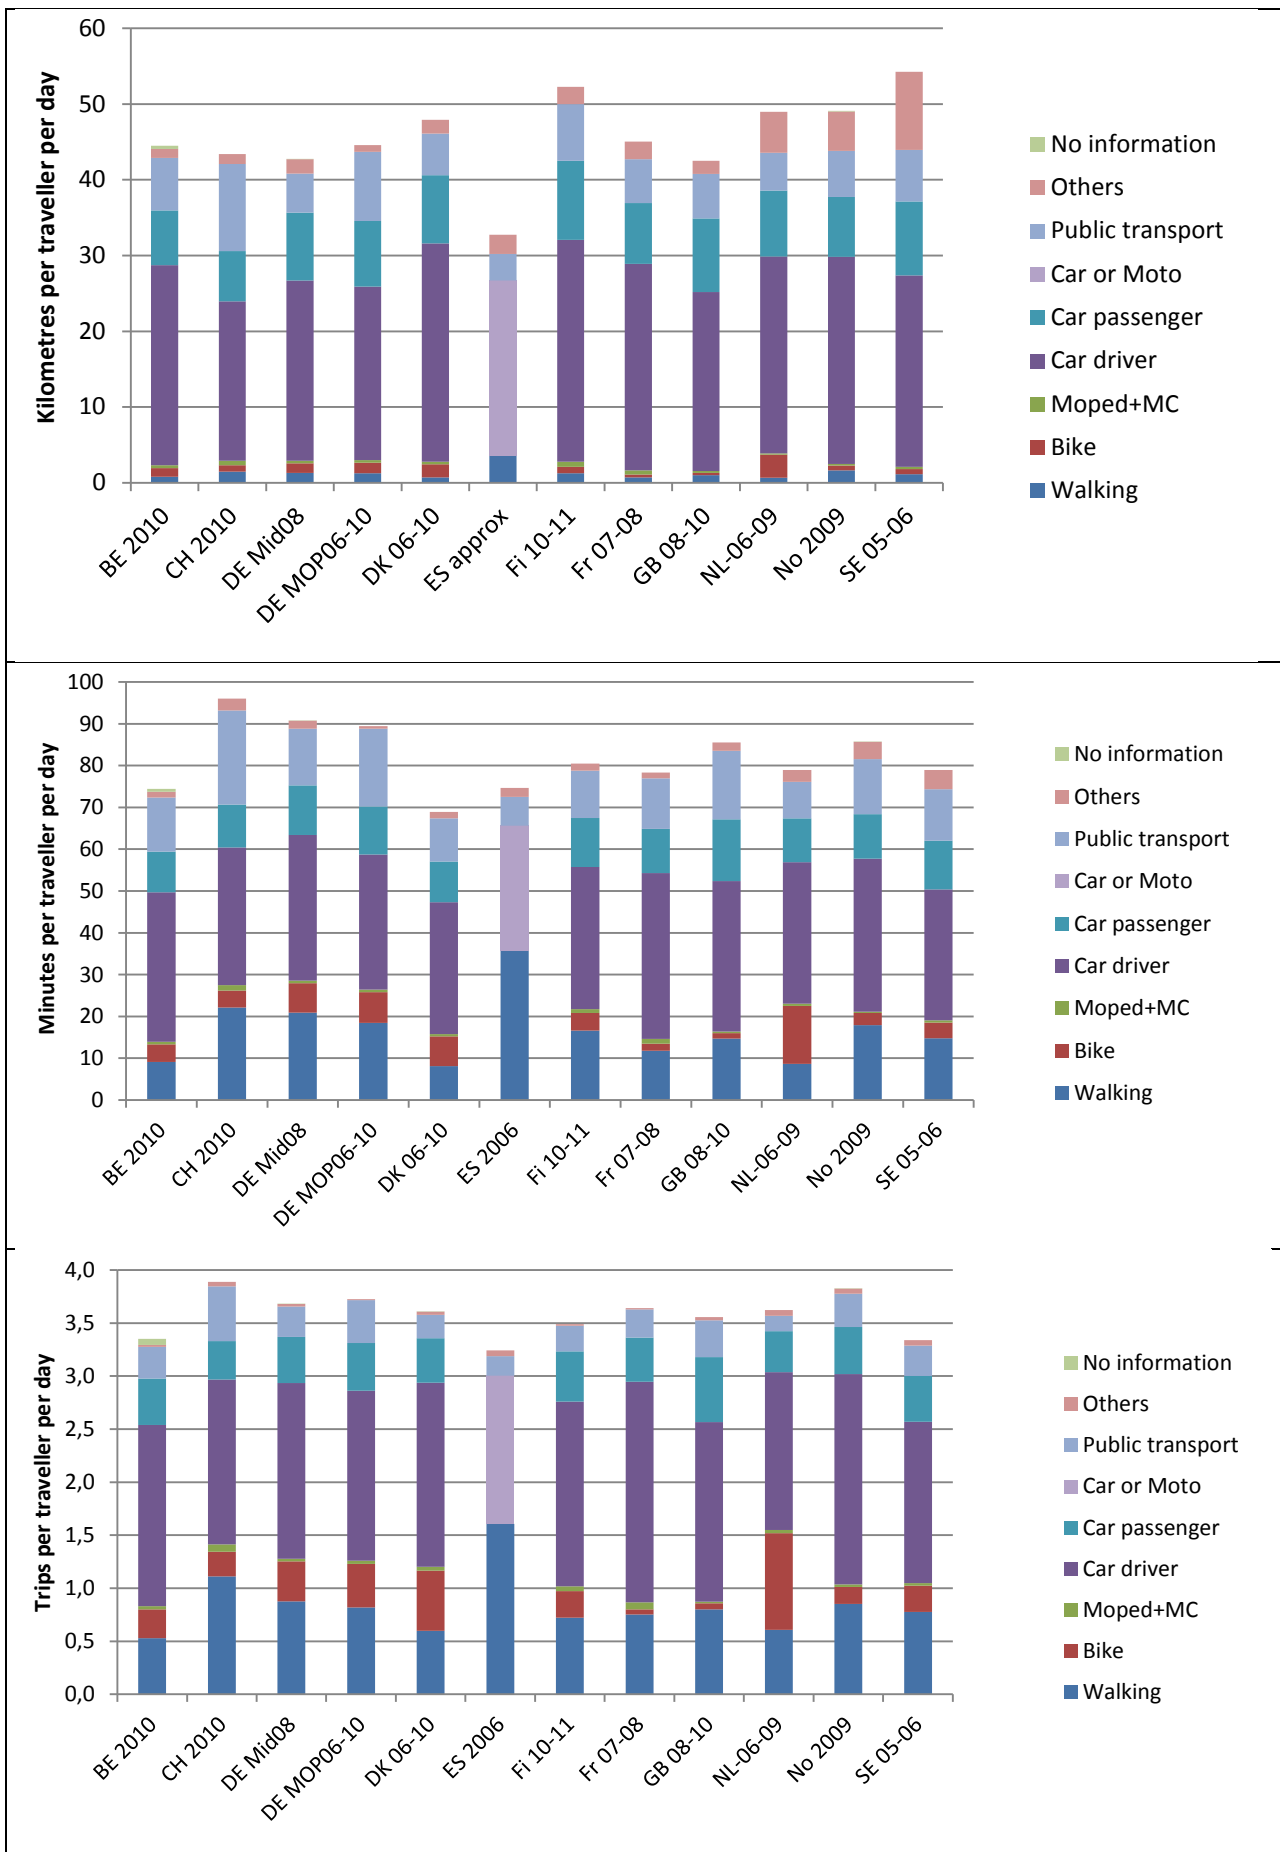 60
50
40
30
20
10
0
Kilometres per traveller per day
BE 2010
CH 2010
DE Mid08
DE MOP06-10
DK 06-10
ES approx
Fi 10-11
Fr 07-08
GB 08-10
NL-06-09
No 2009
SE 05-06
No information
Others
Public transport
Car or Moto
Car passenger
Car driver
Moped+MC
Bike
Walking
100
90
80
70
60
50
40
30
20
10
0
Minutes per traveller per day
BE 2010
CH 2010
DE Mid08
DE MOP06-10
DK 06-10
ES 2006
Fi 10-11
Fr 07-08
GB 08-10
NL-06-09
No 2009
SE 05-06
No information
Others
Public transport
Car or Moto
Car passenger
Car driver
Moped+MC
Bike
Walking
4,0
3,5
3,0
2,5
2,0
1,5
1,0
0,5
0,0
Trips per traveller per day
BE 2010
CH 2010
DE Mid08
DE MOP06-10
DK 06-10
ES 2006
Fi 10-11
Fr 07-08
GB 08-10
NL-06-09
No 2009
SE 05-06
No information
Others
Public transport
Car or Moto
Car passenger
Car driver
Moped+MC
Bike
Walking